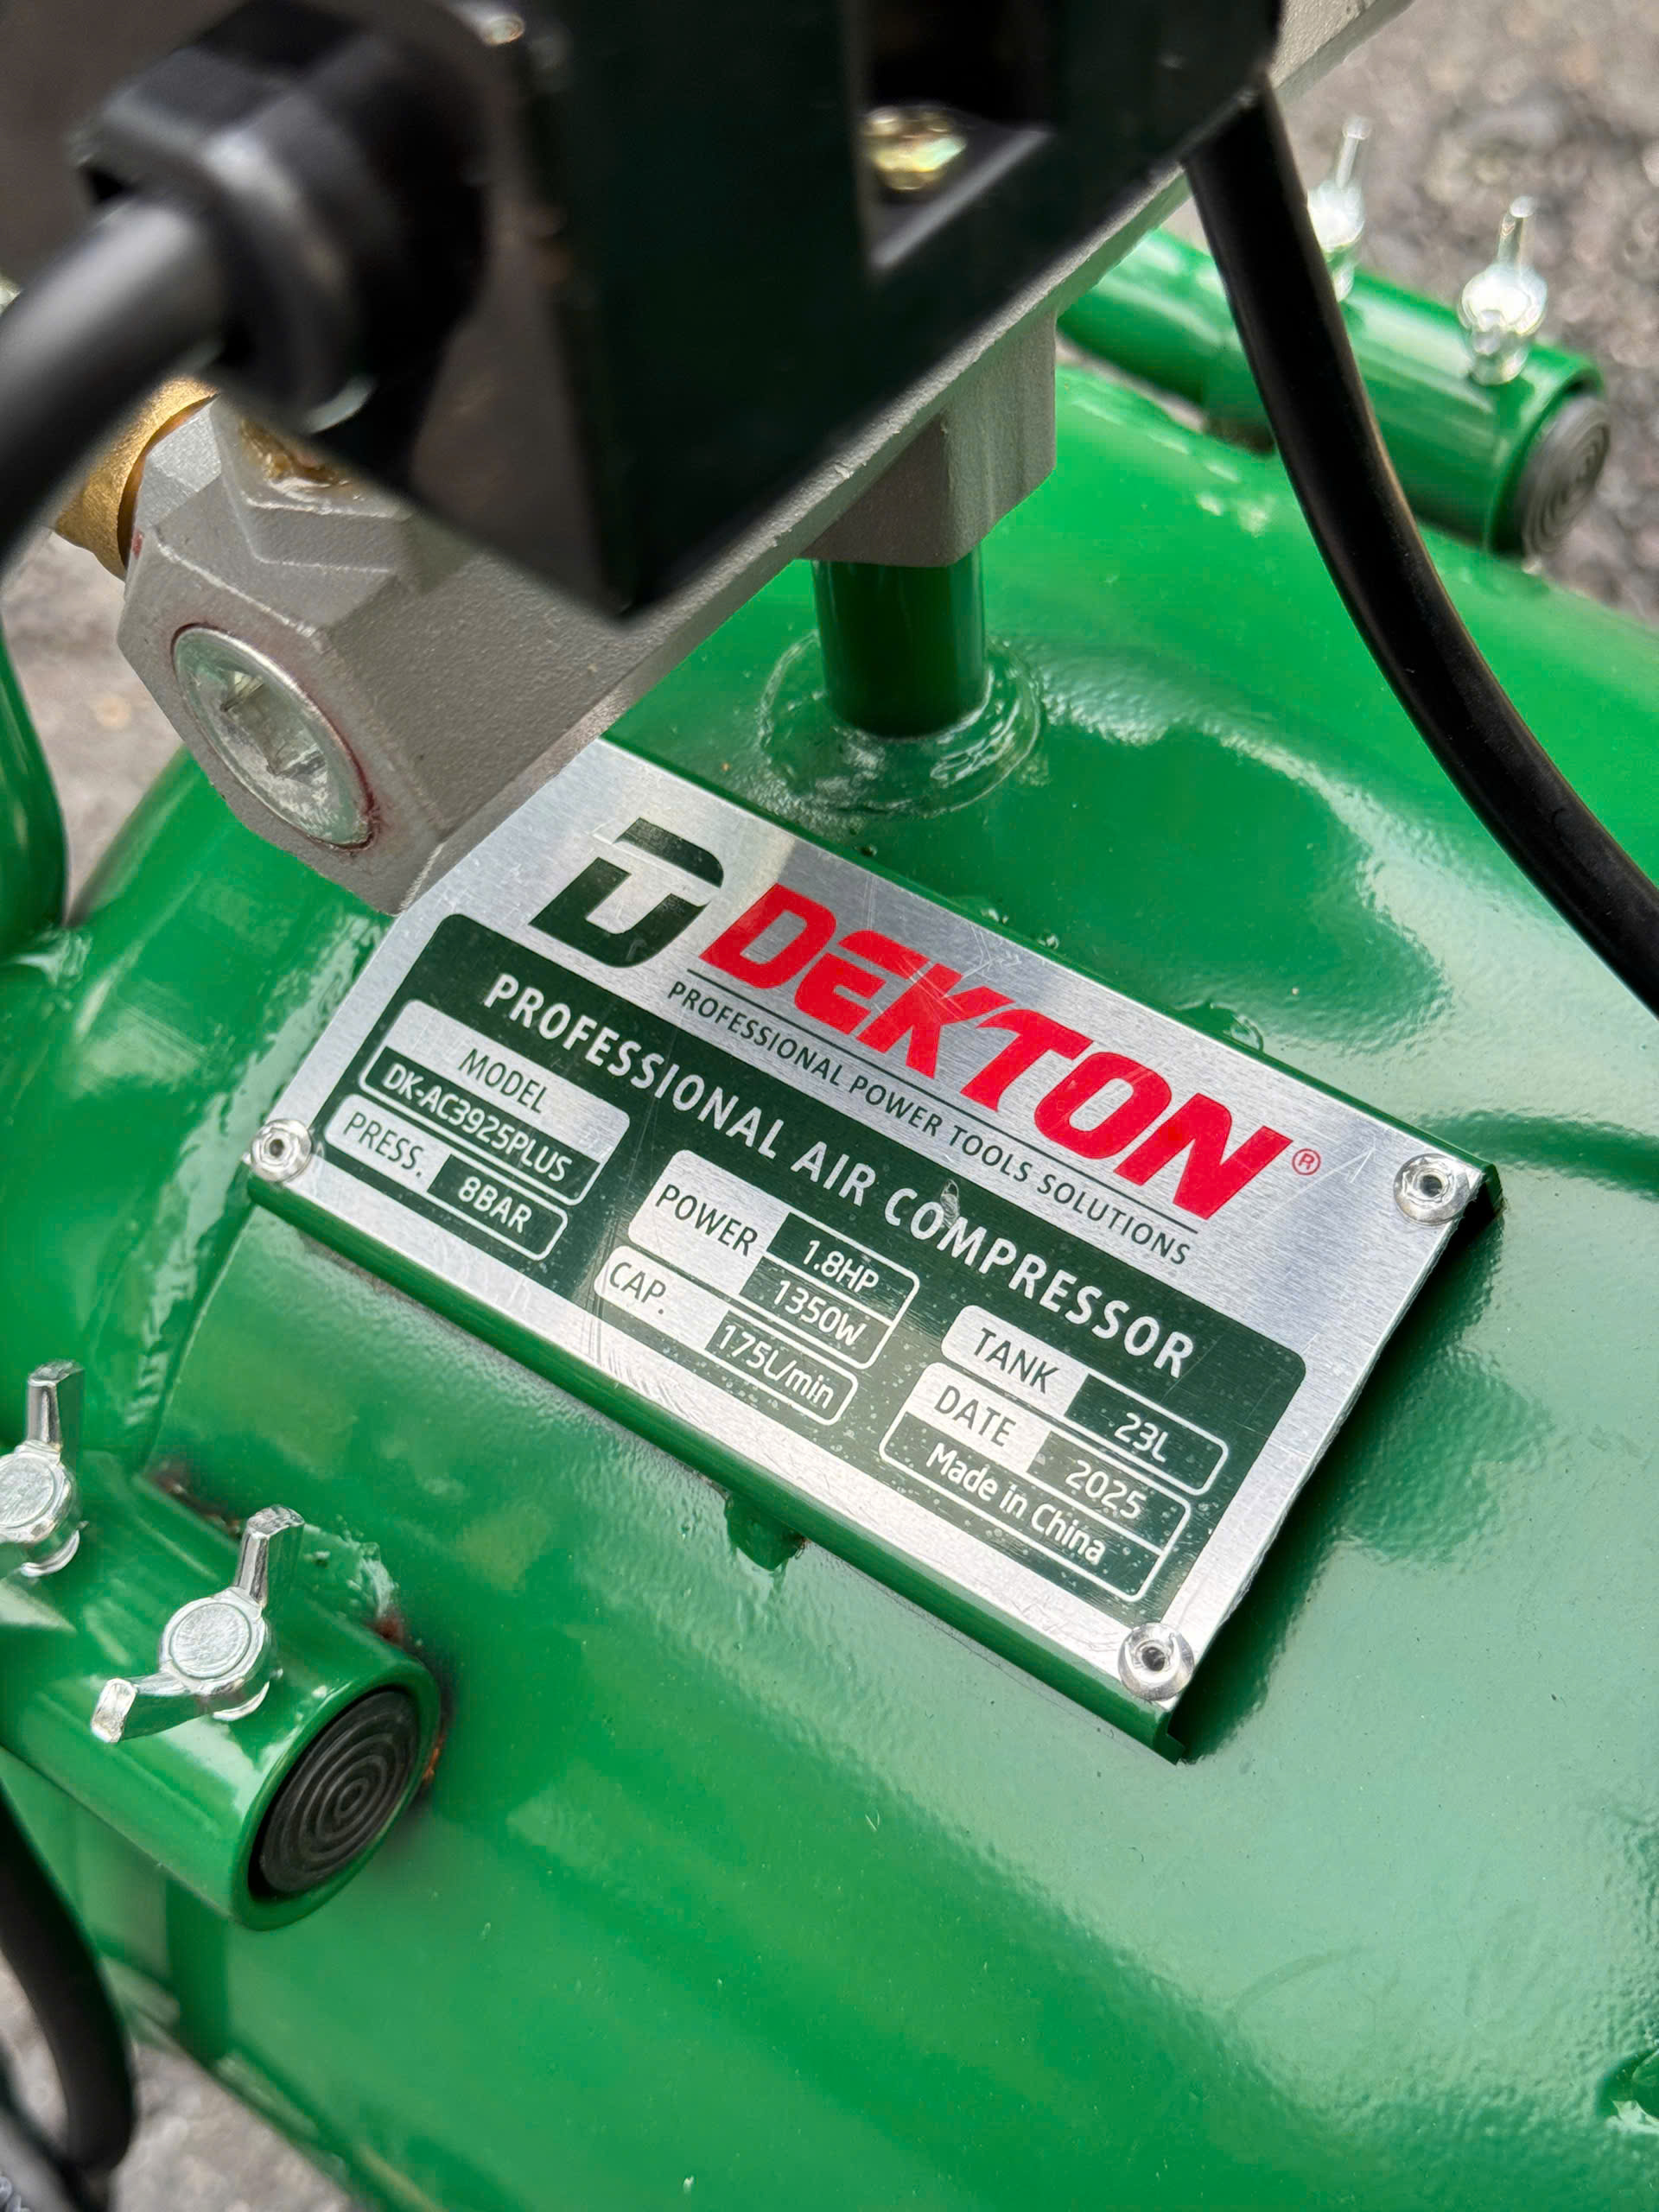 DEKTON®
PROFESSIONAL POWER TOOLS SOLUTIONS
PROFESSIONAL AIR COMPRESSOR
MODEL
DK-AC3925PLUS
PRESS. 8BAR
POWER 1.8HP
1350W
CAP. 175L/min
TANK 23L
DATE 2025
Made in China